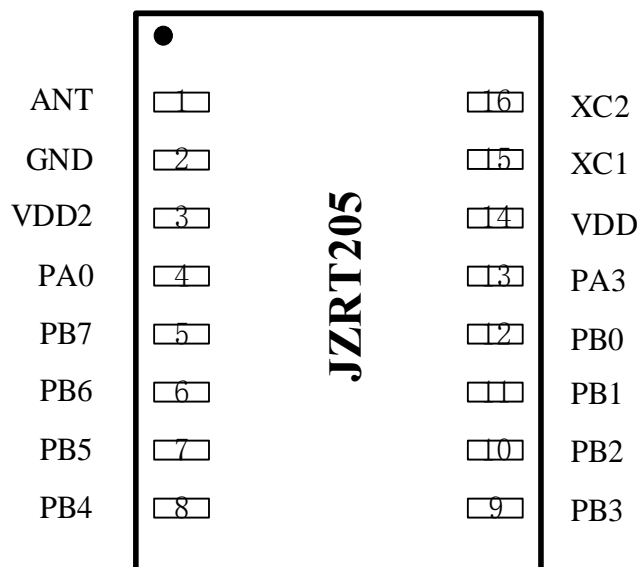 ANT 1 16 XC2
GND 2 15 XC1
VDD2 3 14 VDD
PA0 4 13 PA3
PB7 5 12 PB0
PB6 6 11 PB1
PB5 7 10 PB2
PB4 8 9 PB3
JZRT205